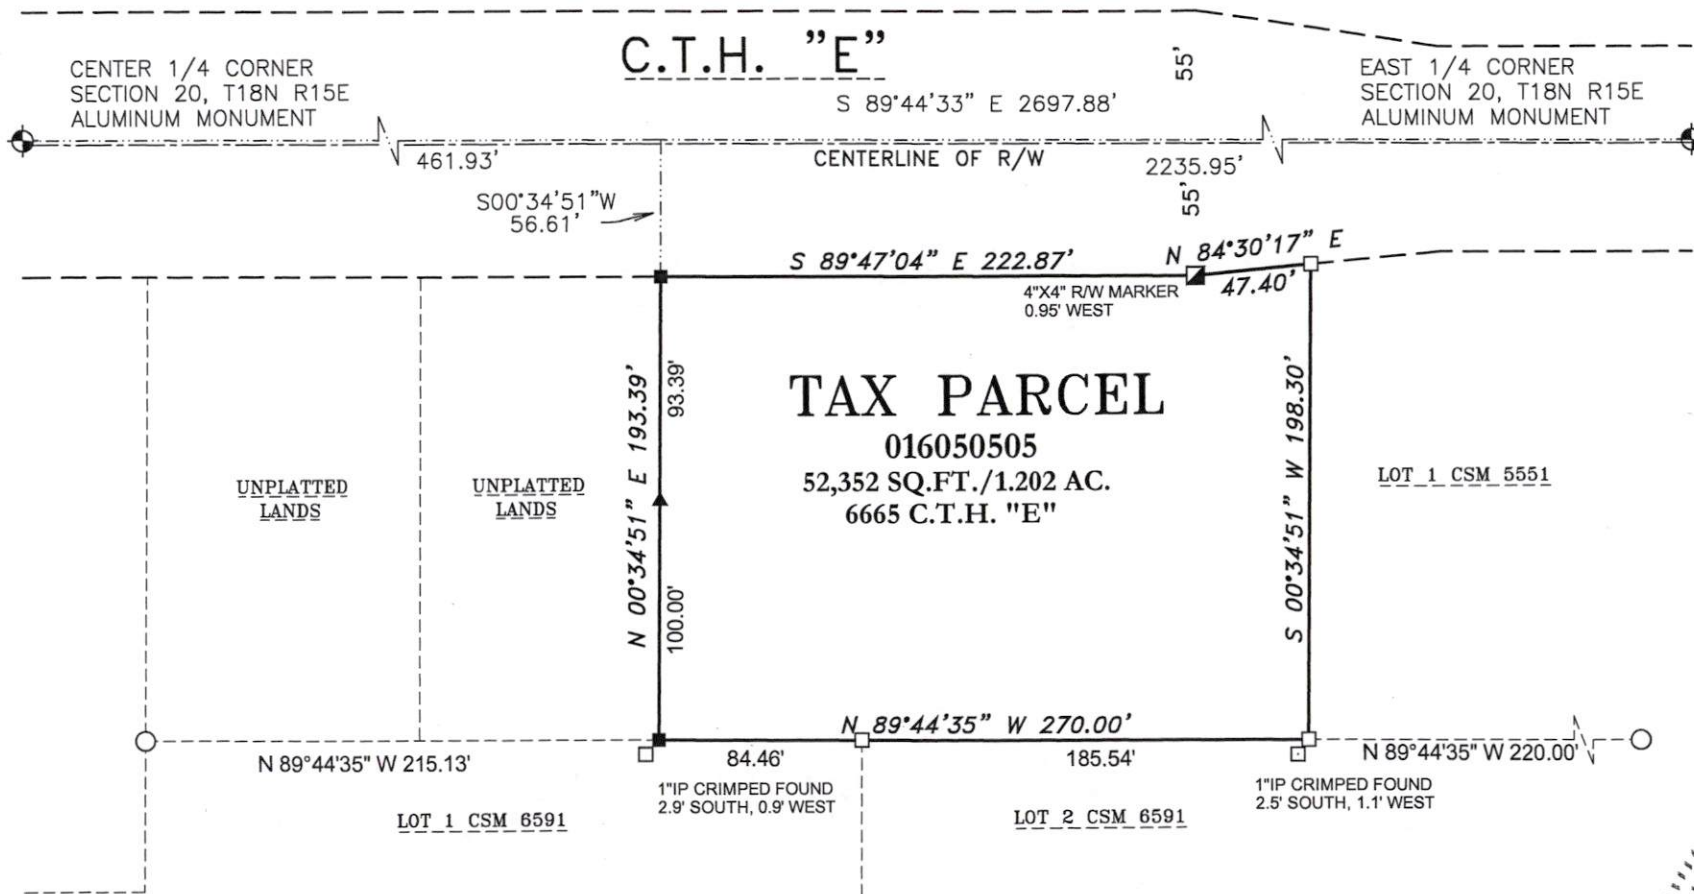 C.T.H. "E"
CENTER 1/4 CORNER
SECTION 20, T18N R15E
ALUMINUM MONUMENT
S 89°44'33" E 2697.88'
55'
EAST 1/4 CORNER
SECTION 20, T18N R15E
ALUMINUM MONUMENT
461.93'
CENTERLINE OF R/W
2235.95'
55'
S00°34'51"W
56.61'
S 89°47'04" E 222.87'
N 84°30'17" E
47.40'
4"X4" R/W MARKER
0.95' WEST
N 00°34'51" E 193.39'
93.39'
100.00'
TAX PARCEL
016050505
52,352 SQ.FT./1.202 AC.
6665 C.T.H. "E"
S 00°34'51" W 198.30'
UNPLATTED
LANDS
UNPLATTED
LANDS
LOT 1 CSM 5551
N 89°44'35" W 270.00'
N 89°44'35" W 215.13'
84.46'
185.54'
N 89°44'35" W 220.00'
1"IP CRIMPED FOUND
2.9' SOUTH, 0.9' WEST
1"IP CRIMPED FOUND
2.5' SOUTH, 1.1' WEST
LOT 1 CSM 6591
LOT 2 CSM 6591